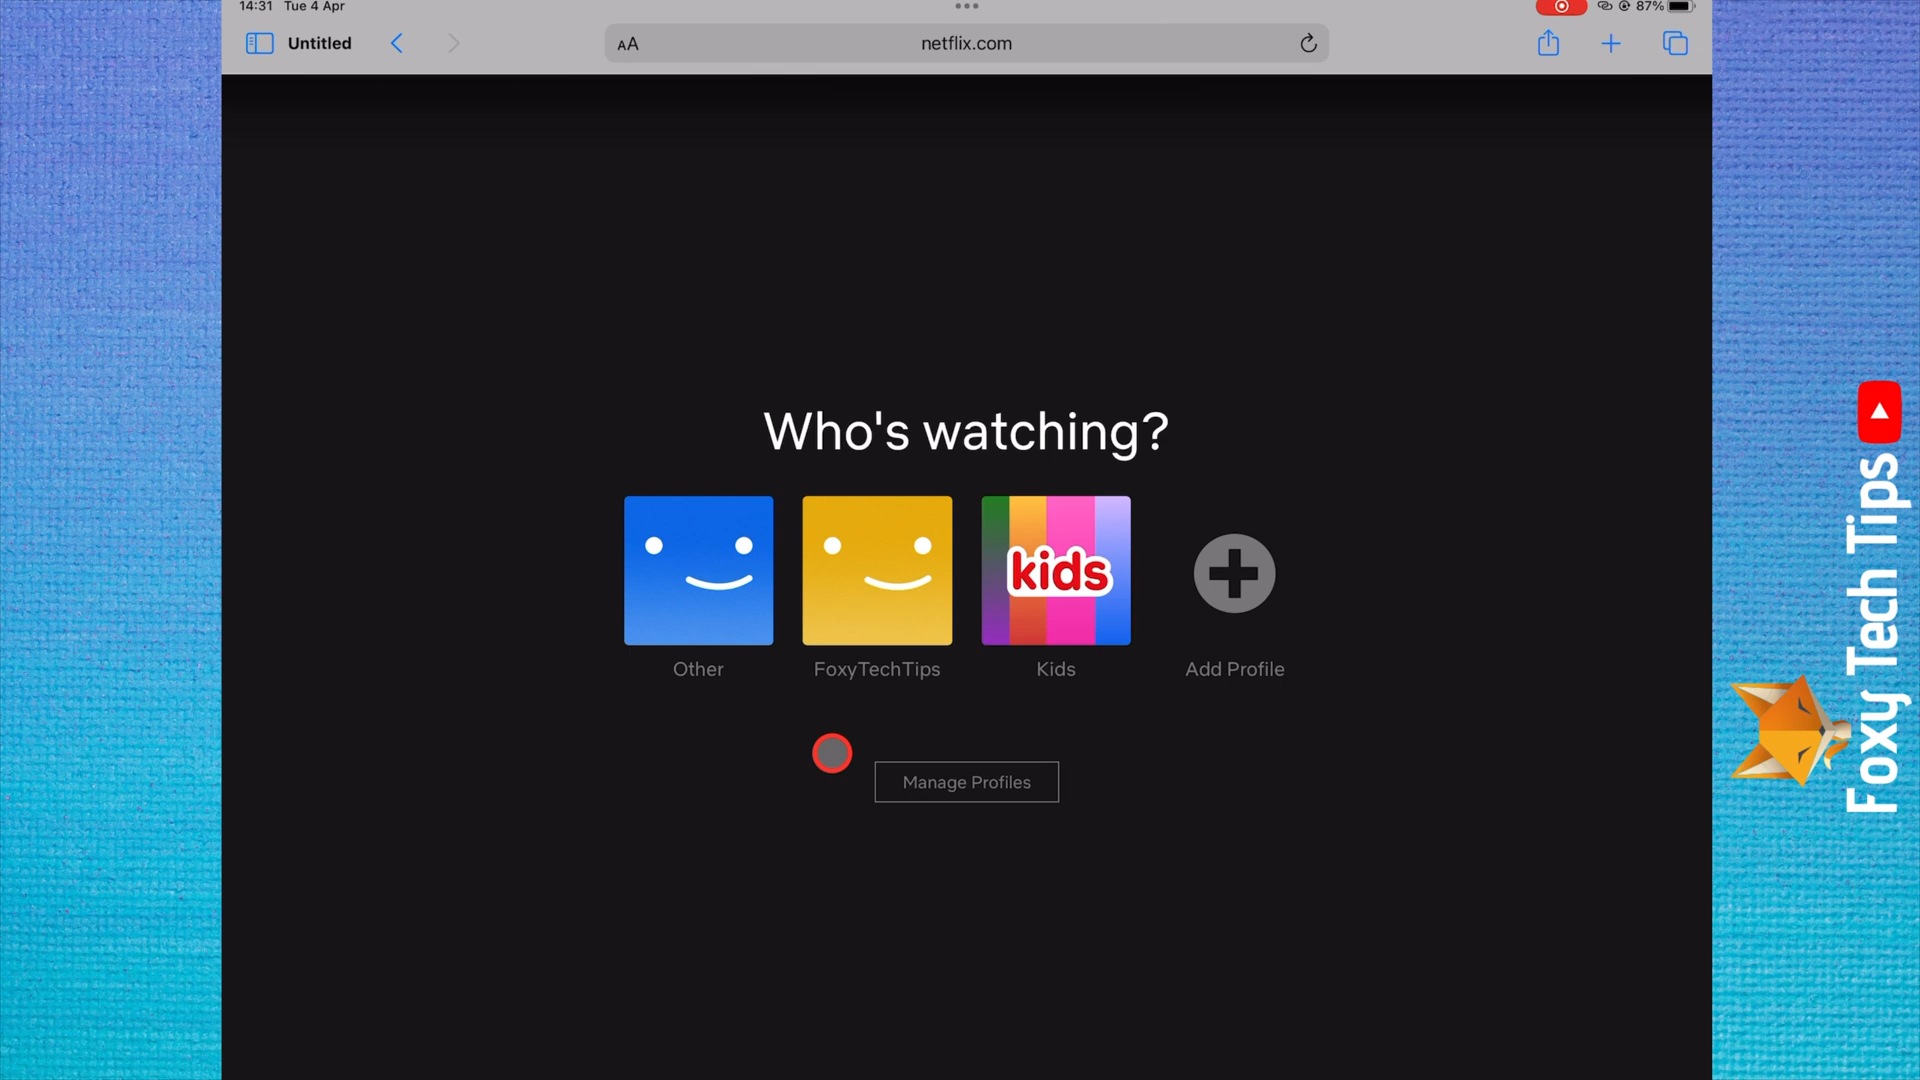 14:31 Tue 4 Apr
87%
Untitled
AA
netflix.com
Who's watching?
kids
Other
FoxyTechTips
Kids
Add Profile
Manage Profiles
Foxy Tech Tips